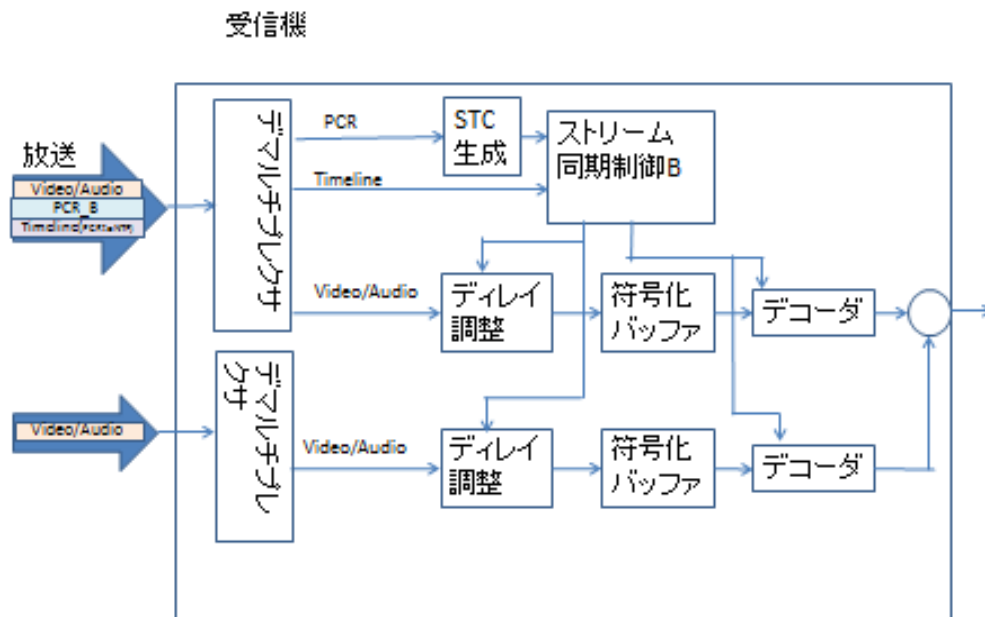 受信機
放送
Video/Audio
PCR_B
デマルチプレクサ
PCR
STC
生成
ストリーム
同期制御B
Timeline
Video/Audio
ディレイ
調整
符号化
バッファ
デコーダ
Video/Audio
デマルチプレ
クサ
Video/Audio
ディレイ
調整
符号化
バッファ
デコーダ